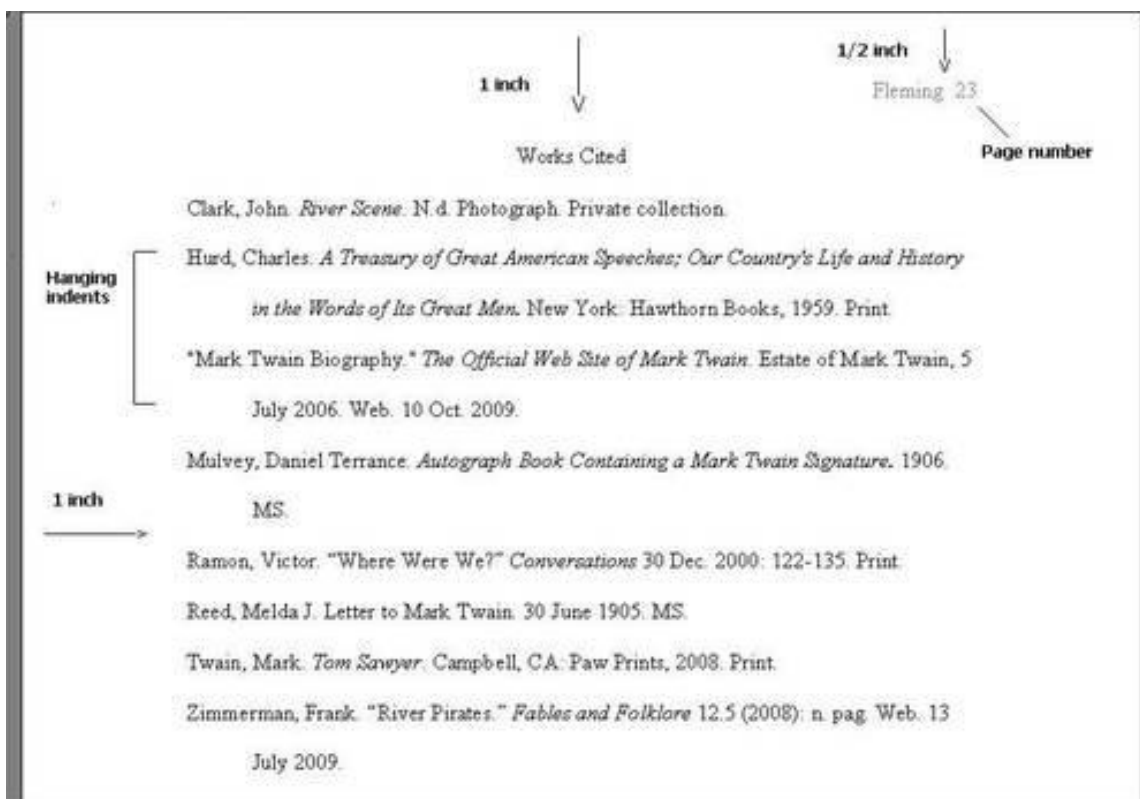 1/2 inch
1 inch
Fleming 23
Page number
Works Cited
Clark, John. River Scene. N.d. Photograph. Private collection.
Hurd, Charles. A Treasury of Great American Speeches; Our Country's Life and History
Hanging
indents
in the Words of Its Great Men. New York: Hawthorn Books, 1959. Print.
"Mark Twain Biography." The Official Web Site of Mark Twain. Estate of Mark Twain, 5
July 2006. Web. 10 Oct. 2009.
Mulvey, Daniel Terrance. Autograph Book Containing a Mark Twain Signature. 1906.
MS.
1 inch
Ramon, Victor. “Where Were We?” Conversations 30 Dec. 2000: 122-135. Print.
Reed, Melda J. Letter to Mark Twain. 30 June 1905. MS.
Twain, Mark. Tom Sawyer. Campbell, CA: Paw Prints, 2008. Print.
Zimmerman, Frank. “River Pirates.” Fables and Folklore 12.5 (2008): n. pag. Web. 13
July 2009.